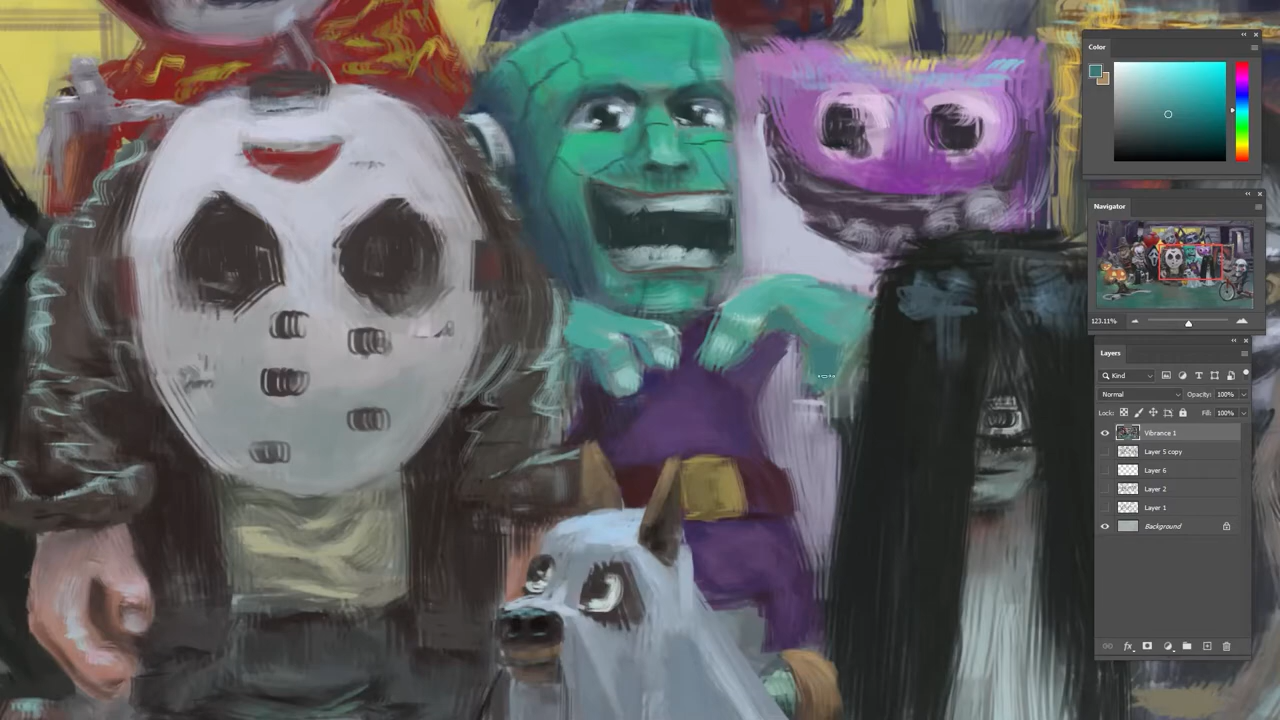 Color
Navigator
123.11%
Layers
Kind
Normal
Opacity: 100%
Lock:
Fill: 100%
Vibrance 1
Layer 5 copy
Layer 6
Layer 2
Layer 1
Background
fx